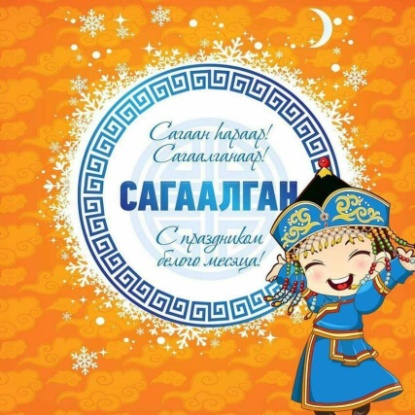 Сагаан һараар!
Сагаалганаар!
САГААЛГАН
С праздником
белого месяца!